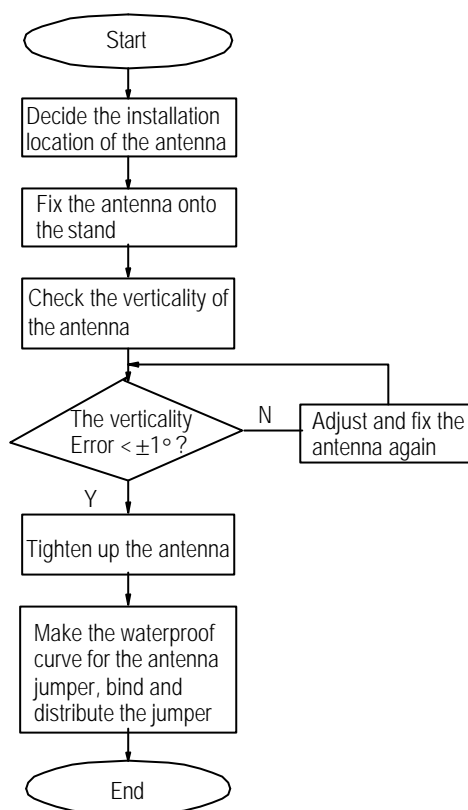 Start
Decide the installation
location of the antenna
Fix the antenna onto
the stand
Check the verticality of
the antenna
The verticality
Error < ±1° ?
N
Adjust and fix the
antenna again
Y
Tighten up the antenna
Make the waterproof
curve for the antenna
jumper, bind and
distribute the jumper
End